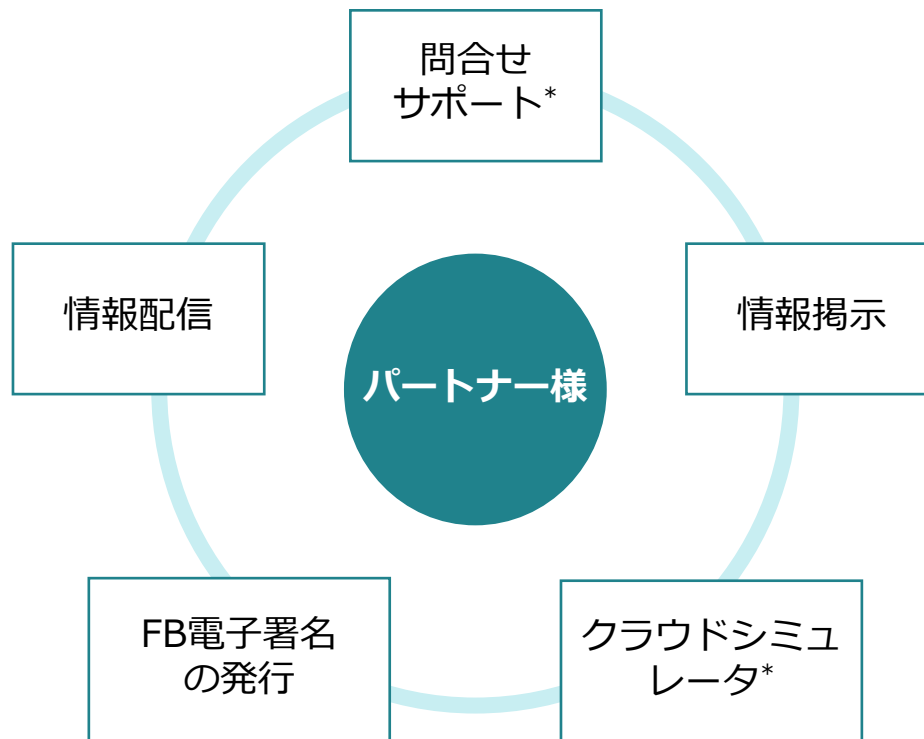 問合せ
サポート*
情報配信
情報掲示
パートナー様
FB電子署名
の発行
クラウドシミュ
レータ*